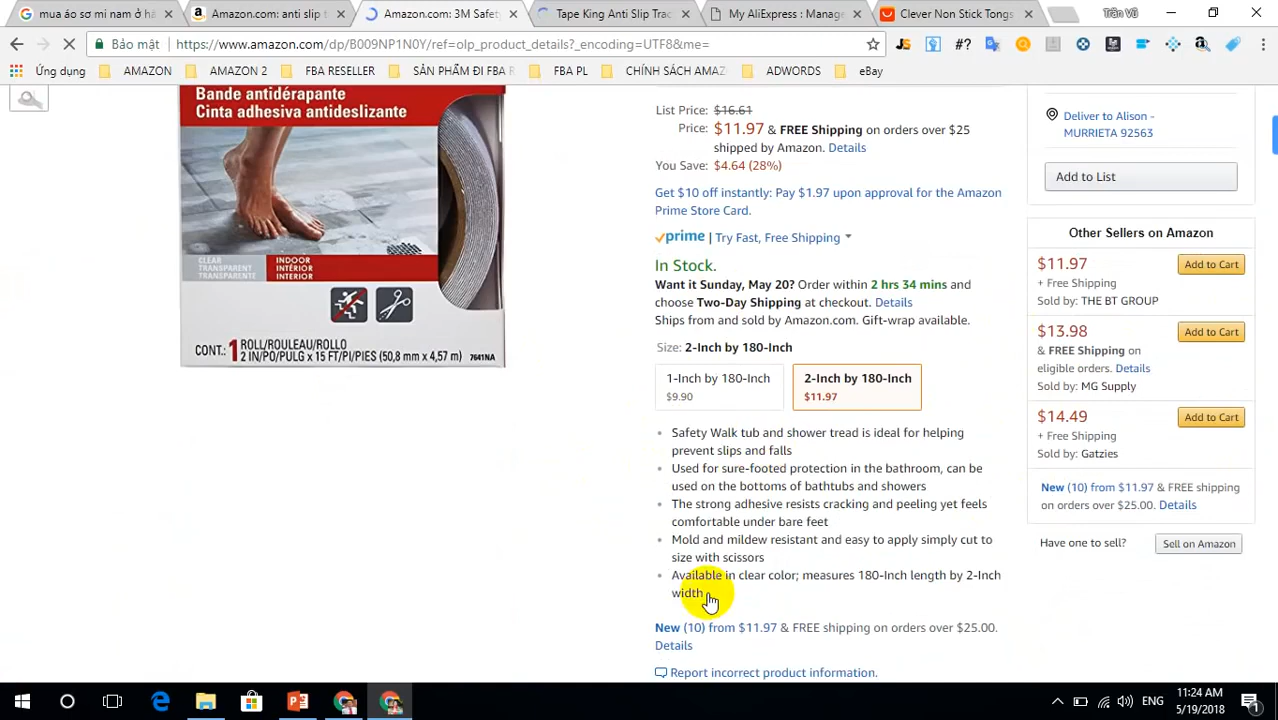 mua áo sơ mi nam ở hà
Amazon.com: anti slip t
Amazon.com: 3M Safet
Tape King Anti Slip Trac
My AliExpress : Manage
Clever Non Stick Tongs
Trần Vũ
Bảo mật
https://www.amazon.com/dp/B009NP1N0Y/ref=olp_product_details?_encoding=UTF8&me=
Ứng dụng
AMAZON
AMAZON 2
FBA RESELLER
SẢN PHẨM ĐI FBA R
FBA PL
CHÍNH SÁCH AMAZ
ADWORDS
eBay
Bande antidérapante
Cinta adhesiva antideslizante
CLEAR
TRANSPARENT
TRANSPARENTE
INDOOR
INTÉRIEUR
INTERIOR
CONT.: 1 ROLL/ROULEAU/ROLLO
2 IN/PO/PULG x 15 FT/PI/PIES (50,8 mm x 4,57 m)
7641NA
List Price: $16.61
Price: $11.97 & FREE Shipping on orders over $25
shipped by Amazon. Details
You Save: $4.64 (28%)
Get $10 off instantly: Pay $1.97 upon approval for the Amazon
Prime Store Card.
prime | Try Fast, Free Shipping
In Stock.
Want it Sunday, May 20? Order within 2 hrs 34 mins and
choose Two-Day Shipping at checkout. Details
Ships from and sold by Amazon.com. Gift-wrap available.
Size: 2-Inch by 180-Inch
1-Inch by 180-Inch
$9.90
2-Inch by 180-Inch
$11.97
Safety Walk tub and shower tread is ideal for helping
prevent slips and falls
Used for sure-footed protection in the bathroom, can be
used on the bottoms of bathtubs and showers
The strong adhesive resists cracking and peeling yet feels
comfortable under bare feet
Mold and mildew resistant and easy to apply simply cut to
size with scissors
Available in clear color; measures 180-Inch length by 2-Inch
width
New (10) from $11.97 & FREE shipping on orders over $25.00.
Details
Report incorrect product information.
Deliver to Alison -
MURRIETA 92563
Add to List
Other Sellers on Amazon
$11.97
Add to Cart
+ Free Shipping
Sold by: THE BT GROUP
$13.98
Add to Cart
& FREE Shipping on
eligible orders. Details
Sold by: MG Supply
$14.49
Add to Cart
+ Free Shipping
Sold by: Gatzies
New (10) from $11.97 & FREE shipping
on orders over $25.00. Details
Have one to sell?
Sell on Amazon
ENG
11:24 AM
5/19/2018